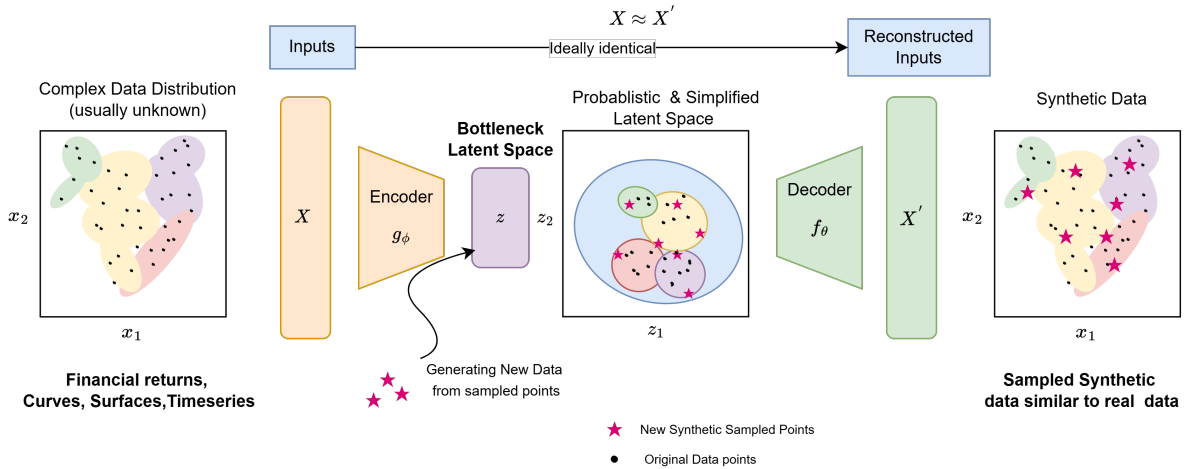 X ≈ X′
Inputs
Ideally identical
Reconstructed
Inputs
Complex Data Distribution
(usually unknown)
Probablistic & Simplified
Latent Space
Synthetic Data
Bottleneck
Latent Space
Encoder
Decoder
x₂
X
g_ϕ
z
z₂
f_θ
X′
x₂
x₁
z₁
x₁
Generating New Data
from sampled points
Financial returns,
Curves, Surfaces,Timeseries
Sampled Synthetic
data similar to real data
New Synthetic Sampled Points
Original Data points